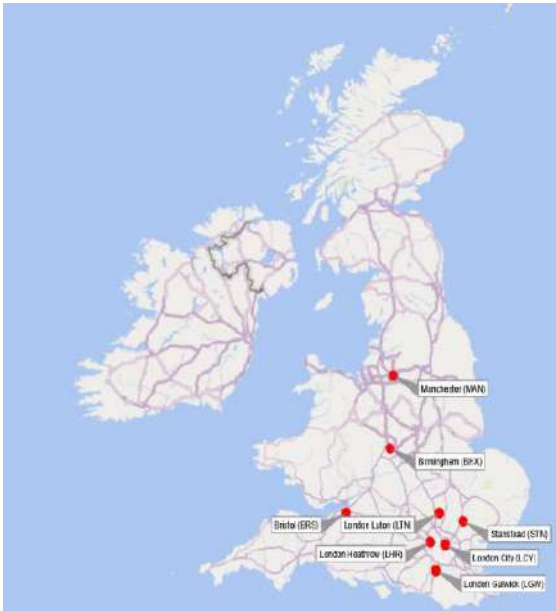 Manchester (MAN)
Birmingham (BHX)
Bristol (BRS)
London Luton (LTN)
Stanstead (STN)
London Heathrow (LHR)
London City (LCY)
London Gatwick (LGW)